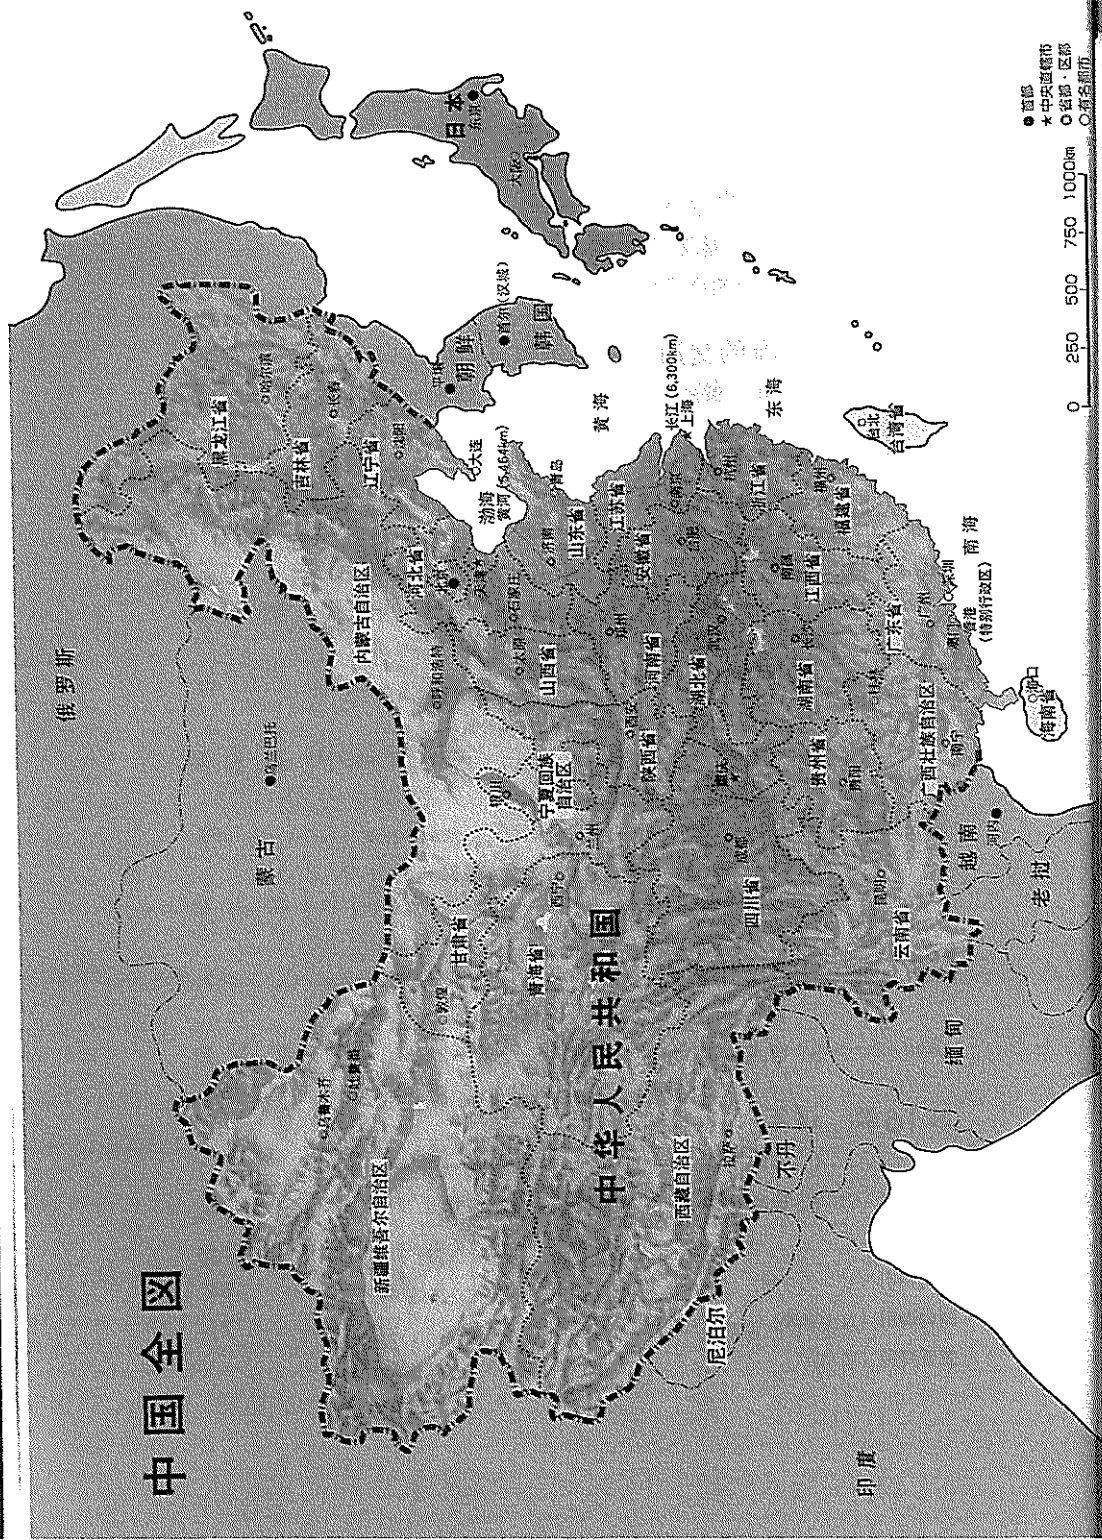 中国全図
俄罗斯
蒙古
乌兰巴托
黑龙江省
哈尔滨
吉林省
长春
辽宁省
沈阳
大连
内蒙古自治区
呼和浩特
河北省
北京
天津
石家庄
渤海
黄河 (5,464km)
平壤
朝鲜
首尔 (汉城)
韩国
日本
东京
大阪
黄海
新疆维吾尔自治区
乌鲁木齐
吐鲁番
甘肃省
敦煌
青海省
西宁
兰州
宁夏回族
自治区
银川
山西省
太原
山东省
济南
青岛
中华人民共和国
陕西省
西安
河南省
郑州
江苏省
安徽省
南京
合肥
长江 (6,300km)
上海
东海
西藏自治区
拉萨
四川省
成都
重庆
湖北省
武汉
湖南省
长沙
江西省
南昌
浙江省
杭州
福建省
福州
台湾省
台北
贵州省
贵阳
云南省
昆明
广西壮族自治区
南宁
桂林
广东省
广州
深圳
澳门
香港
(特别行政区)
南海
海南省
海口
尼泊尔
不丹
印度
缅甸
老挝
越南
河内
0 250 500 750 1000km
●首都
★中央直轄市
◎省都・区都
○有名都市